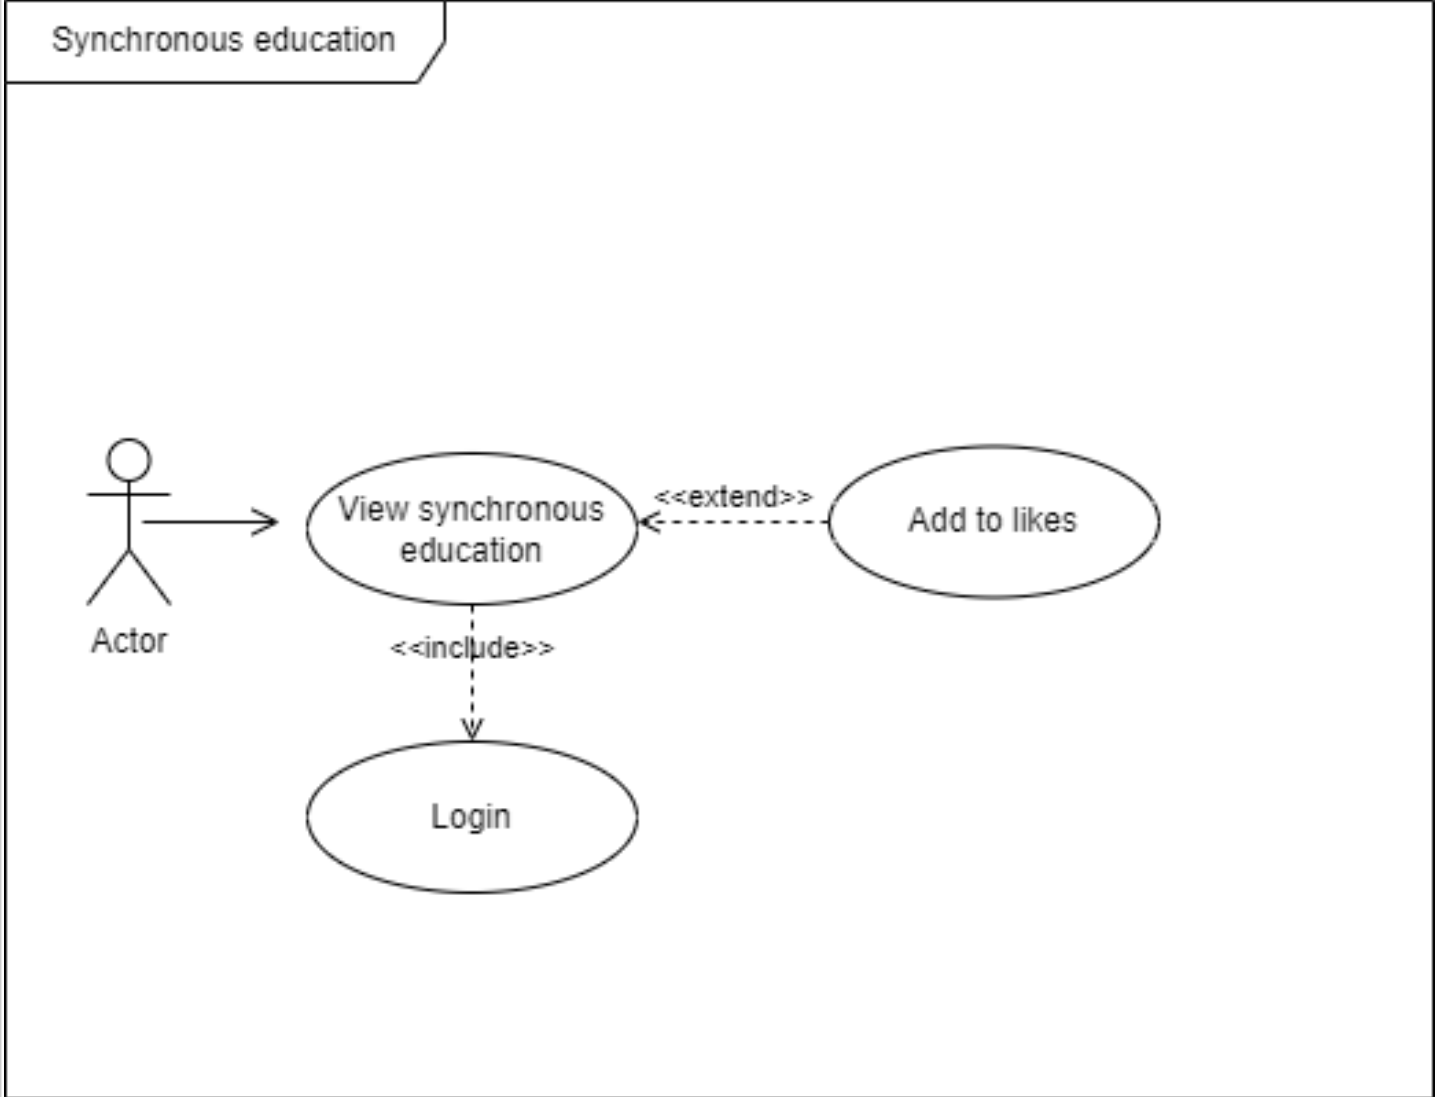 Synchronous education
View synchronous
education
<<extend>>
Add to likes
Actor
<<include>>
Login